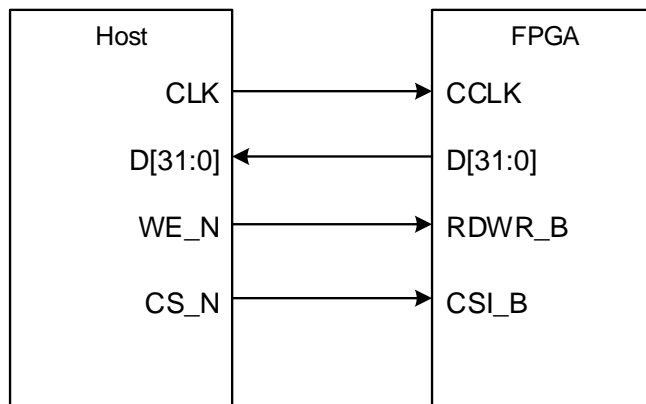 Host
FPGA
CLK
CCLK
D[31:0]
D[31:0]
WE_N
RDWR_B
CS_N
CSI_B